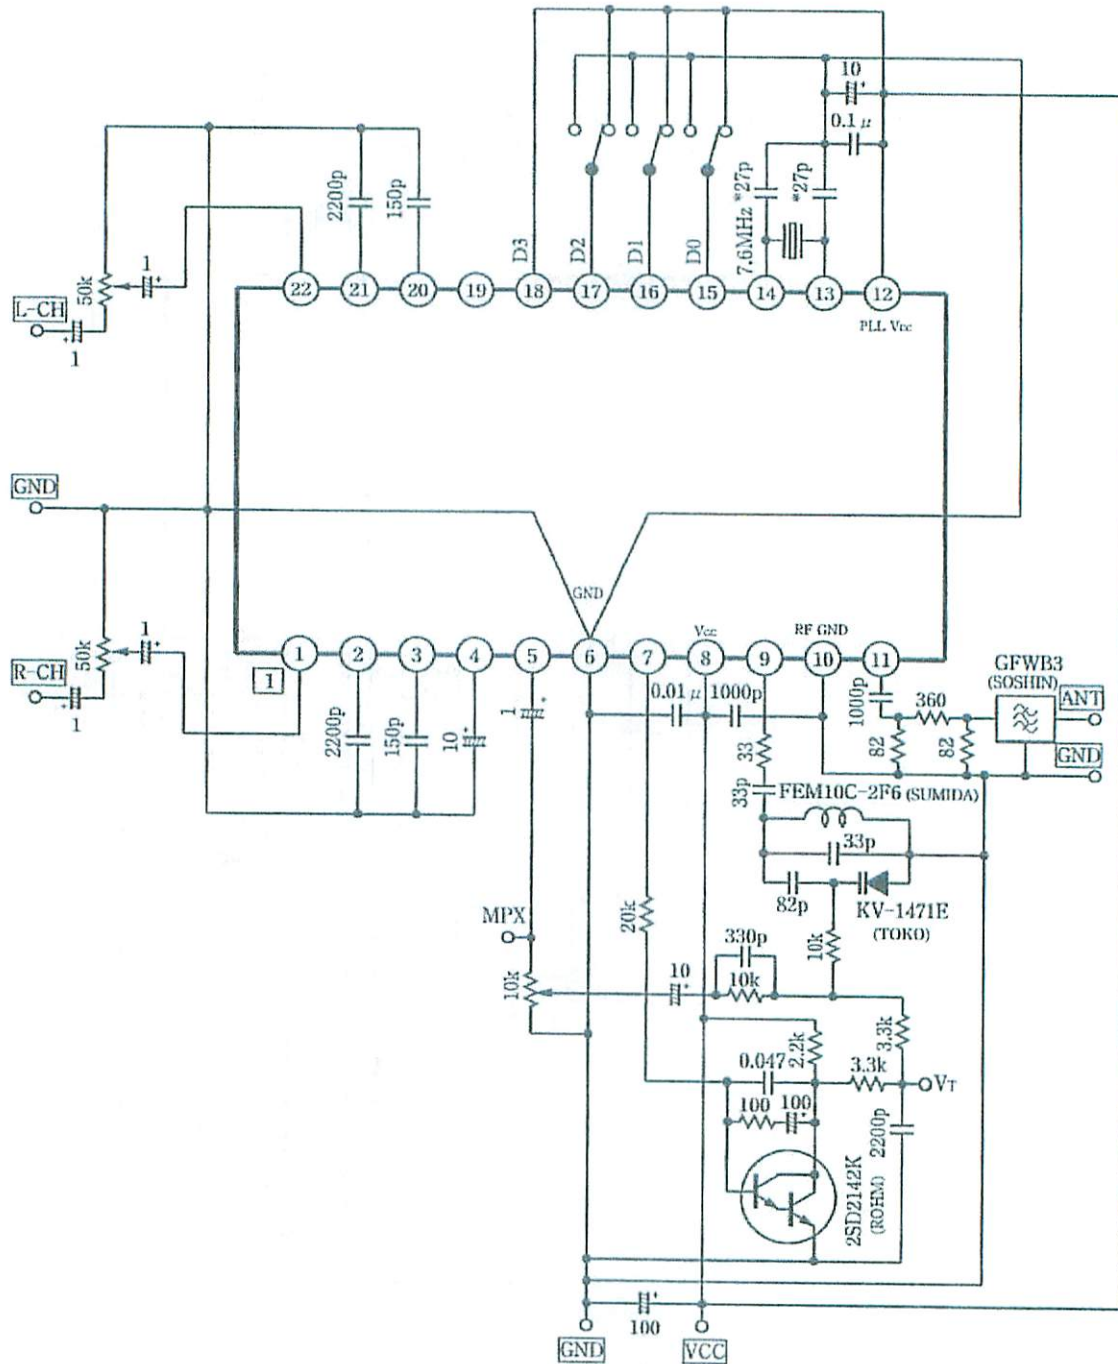 10
0.1 μ
2200p
150p
D3
D2
D1
D0
7.6MHz
*27p
*27p
50k
1
22
21
20
19
18
17
16
15
14
13
12
L-CH
1
PLL Vcc
GND
GND
Vcc
RF GND
50k
1
1
2
3
4
5
6
7
8
9
10
11
1
R-CH
1
2200p
150p
10
1
0.01 μ
1000p
33
33p
1000p
360
82
82
GFWB3
(SOSHIN)
ANT
GND
FEM10C-2F6 (SUMIDA)
33p
82p
KV-1471E
(TOKO)
MPX
20k
10k
10k
10
330p
10k
3.3k
2.2k
0.047
3.3k
VT
100
100
2200p
2SD2142K
(ROHM)
100
GND
VCC